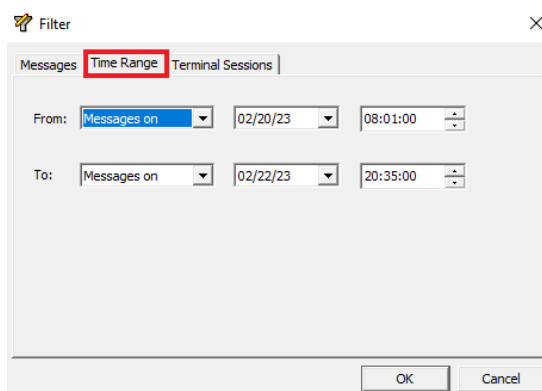 Filter
Messages Time Range Terminal Sessions
From: Messages on 02/20/23 08:01:00
To: Messages on 02/22/23 20:35:00
OK Cancel